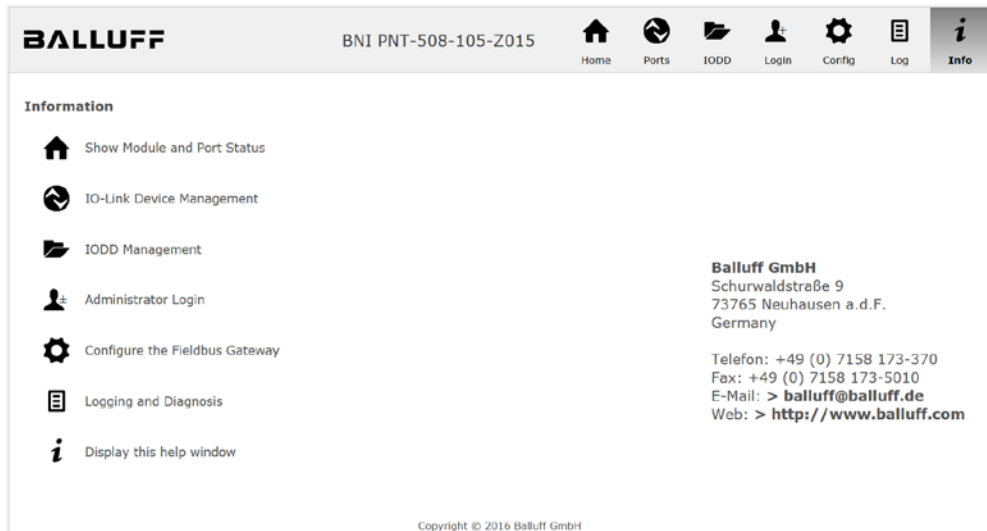 BALLUFF
BNI PNT-508-105-Z015
Home Ports IODD Login Config Log Info
Information
Show Module and Port Status
IO-Link Device Management
IODD Management
Administrator Login
Configure the Fieldbus Gateway
Logging and Diagnosis
Display this help window
Balluff GmbH
Schurwaldstraße 9
73765 Neuhausen a.d.F.
Germany
Telefon: +49 (0) 7158 173-370
Fax: +49 (0) 7158 173-5010
E-Mail: > balluff@balluff.de
Web: > http://www.balluff.com
Copyright © 2016 Balluff GmbH